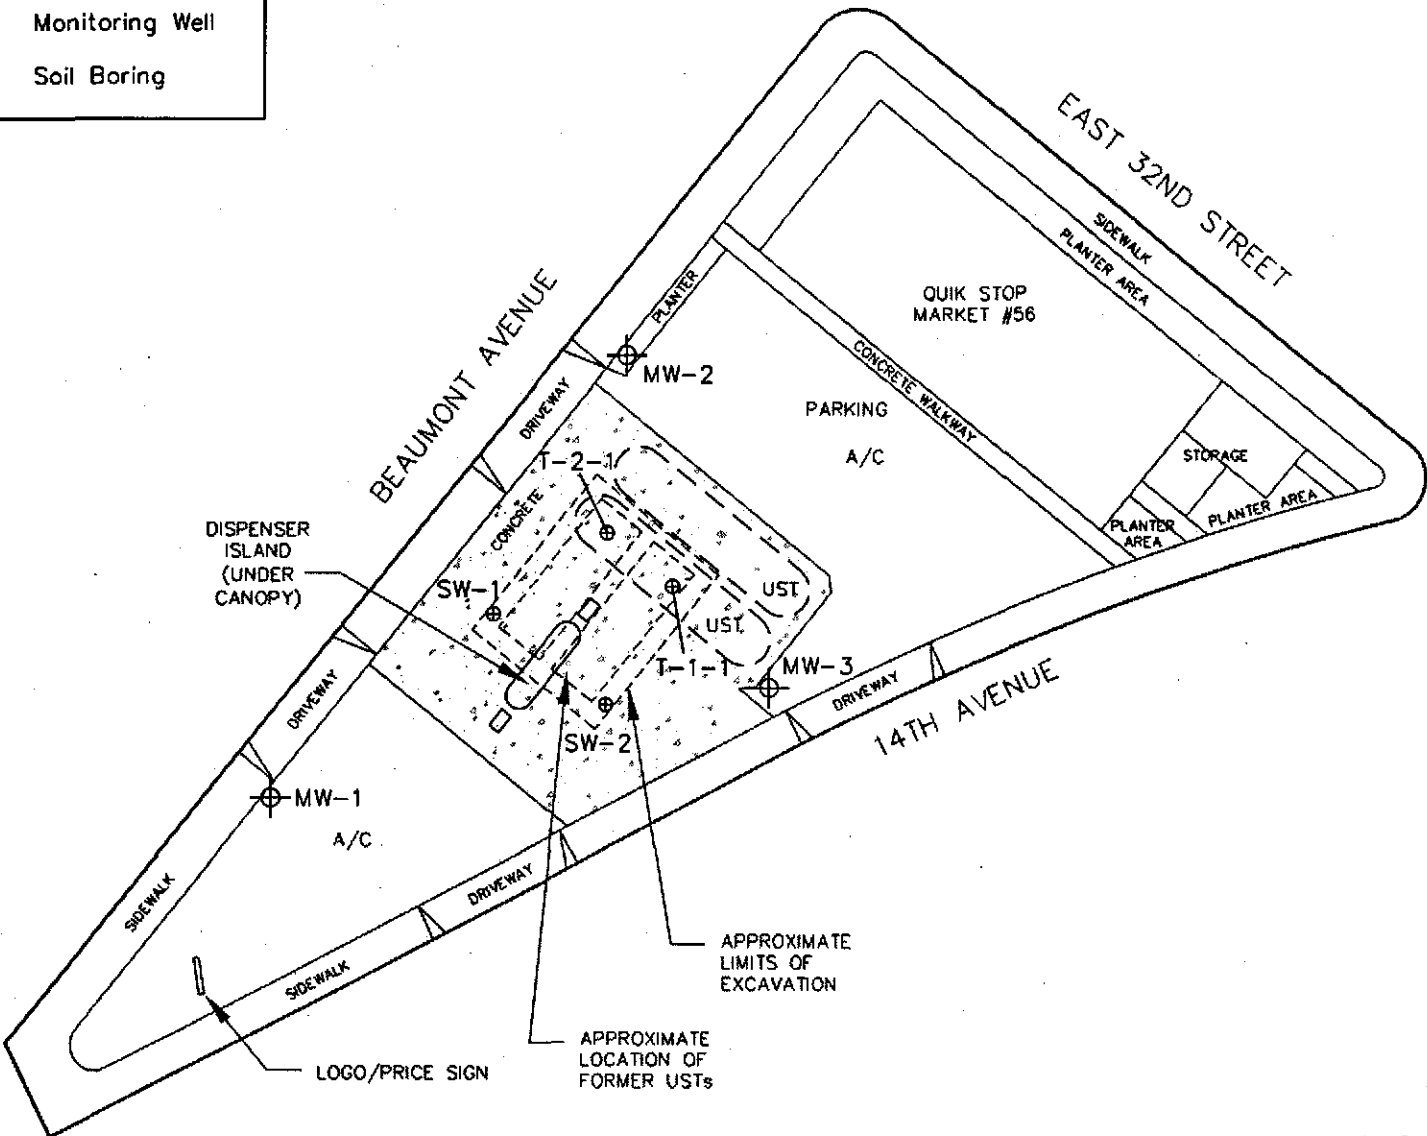 Monitoring Well
Soil Boring
EAST 32ND STREET
SIDEWALK
PLANTER AREA
QUIK STOP
MARKET #56
BEAUMONT AVENUE
PLANTER
MW-2
CONCRETE WALKWAY
DRIVEWAY
PARKING
A/C
STORAGE
T-2-1
CONCRETE
PLANTER AREA
PLANTER
AREA
DISPENSER
ISLAND
(UNDER
CANOPY)
SW-1
UST
UST
T-1-1
MW-3
DRIVEWAY
14TH AVENUE
DRIVEWAY
SW-2
MW-1
A/C
DRIVEWAY
SIDEWALK
APPROXIMATE
LIMITS OF
EXCAVATION
SIDEWALK
APPROXIMATE
LOCATION OF
FORMER USTs
LOGO/PRICE SIGN